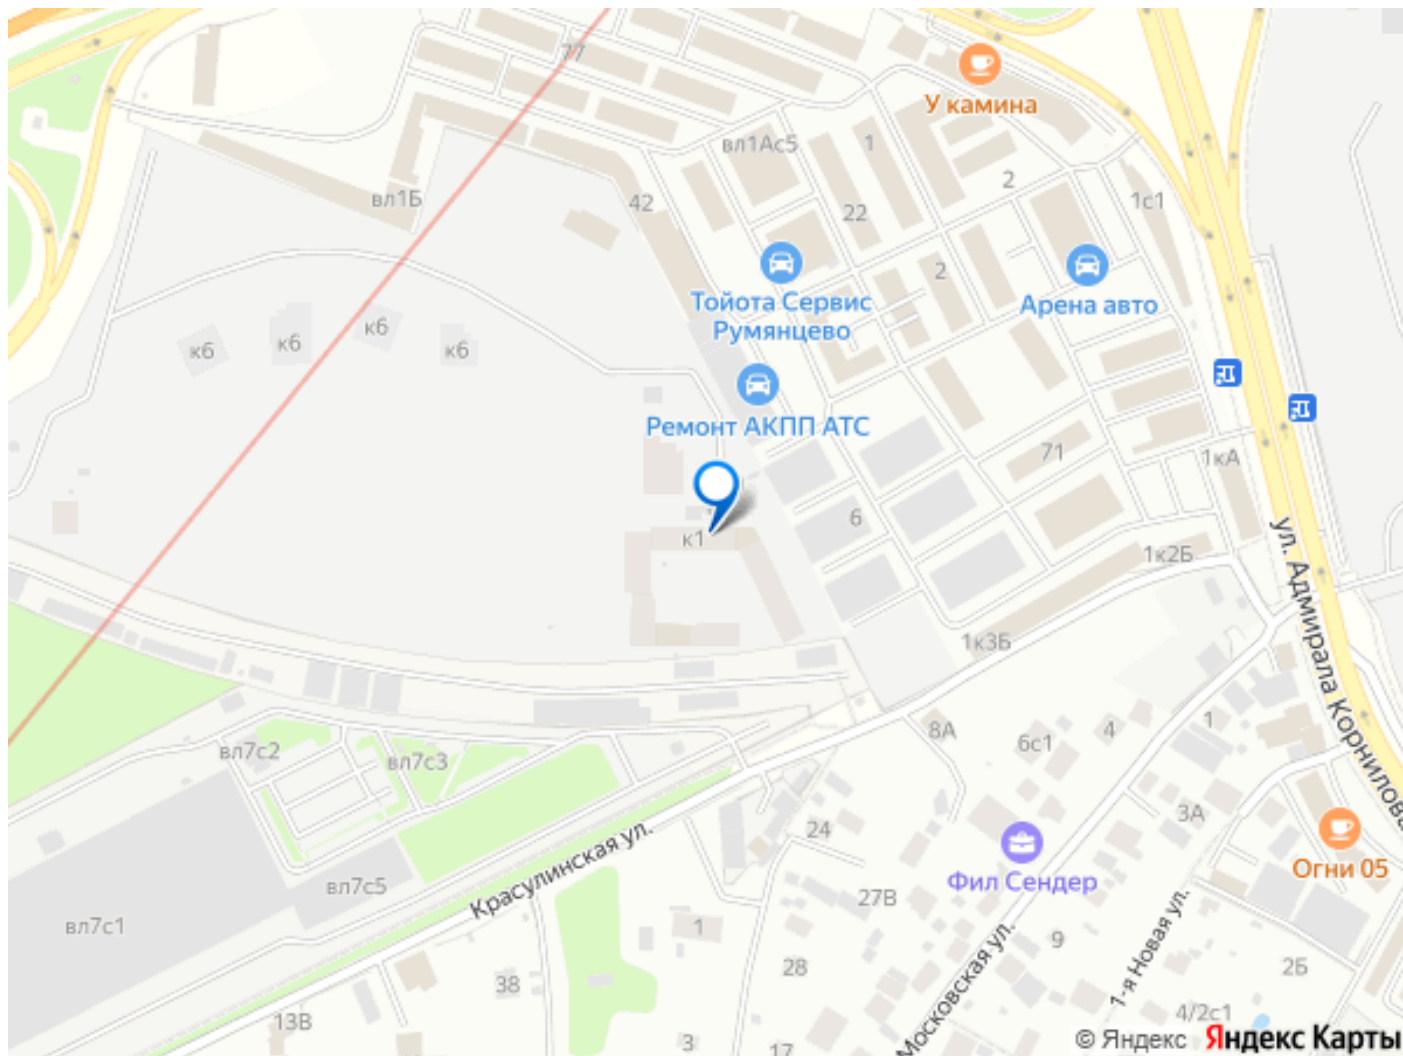 77
У камина
вл1Ас5
1
вл1Б
42
22
2
1с1
Тойота Сервис
Румянцево
2
Арена авто
к6
к6
к6
к6
Ремонт АКПП АТС
71
1кА
к1
6
1к2Б
ул. Адмирала Корнилова
1к3Б
8А
6с1
4
1
вл7с2
вл7с3
24
3А
Красулинская ул.
Фил Сендер
Огни 05
вл7с5
27В
вл7с1
1
9
1-я Новая ул.
Московская ул.
28
2Б
38
13В
3
17
4/2с1
© Яндекс Яндекс Карты